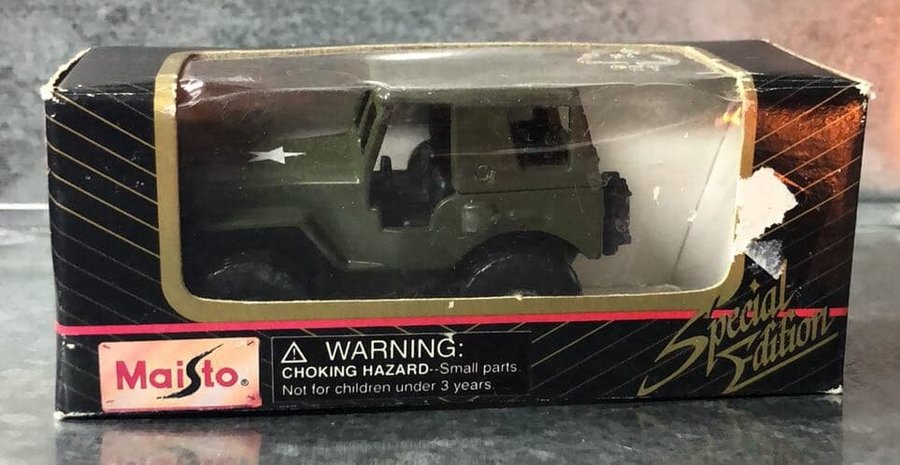 Special
Edition
Maisto®
WARNING:
CHOKING HAZARD--Small parts.
Not for children under 3 years.